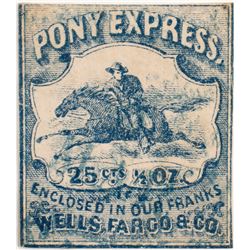 PONY EXPRESS,
25 CTS ½ OZ.
ENCLOSED IN OUR FRANKS
WELLS, FARGO & CO.